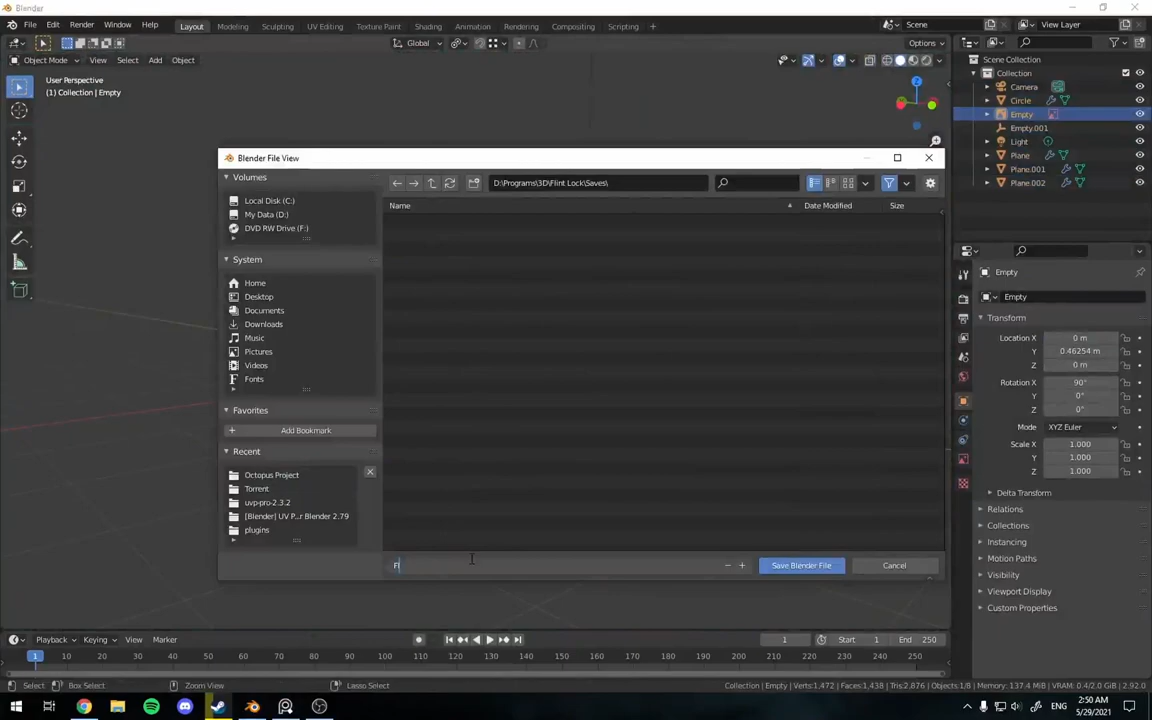 Blender
File Edit Render Window Help Layout Modeling Sculpting UV Editing Texture Paint Shading Animation Rendering Compositing Scripting + Scene View Layer
Global Options
Object Mode View Select Add Object
User Perspective
(1) Collection | Empty
Z
Scene Collection
Collection
Camera
Circle
Empty
Empty.001
Light
Plane
Plane.001
Plane.002
Blender File View
Volumes
Local Disk (C:)
My Data (D:)
DVD RW Drive (F:)
System
Home
Desktop
Documents
Downloads
Music
Pictures
Videos
Fonts
Favorites
Add Bookmark
Recent
Octopus Project
Torrent
uvp-pro-2.3.2
[Blender] UV P...r Blender 2.79
plugins
D:\Programs\3D\Flint Lock\Saves\
Name Date Modified Size
Fl
Save Blender File Cancel
Empty
Empty
Transform
Location X 0 m
Y 0.46254 m
Z 0 m
Rotation X 90°
Y 0°
Z 0°
Mode XYZ Euler
Scale X 1.000
Y 1.000
Z 1.000
Delta Transform
Relations
Collections
Instancing
Motion Paths
Visibility
Viewport Display
Custom Properties
Playback Keying View Marker 1 Start 1 End 250
1 10 20 30 40 50 60 70 80 90 100 110 120 130 140 150 160 170 180 190 200 210 220 230 240 250
Select Box Select Zoom View Lasso Select Collection | Empty | Verts:1,472 | Faces:1,438 | Tris:2,876 | Objects:1/8 | Memory: 137.4 MiB | VRAM: 0.4/2.0 GiB | 2.92.0
ENG 2:50 AM
5/29/2021